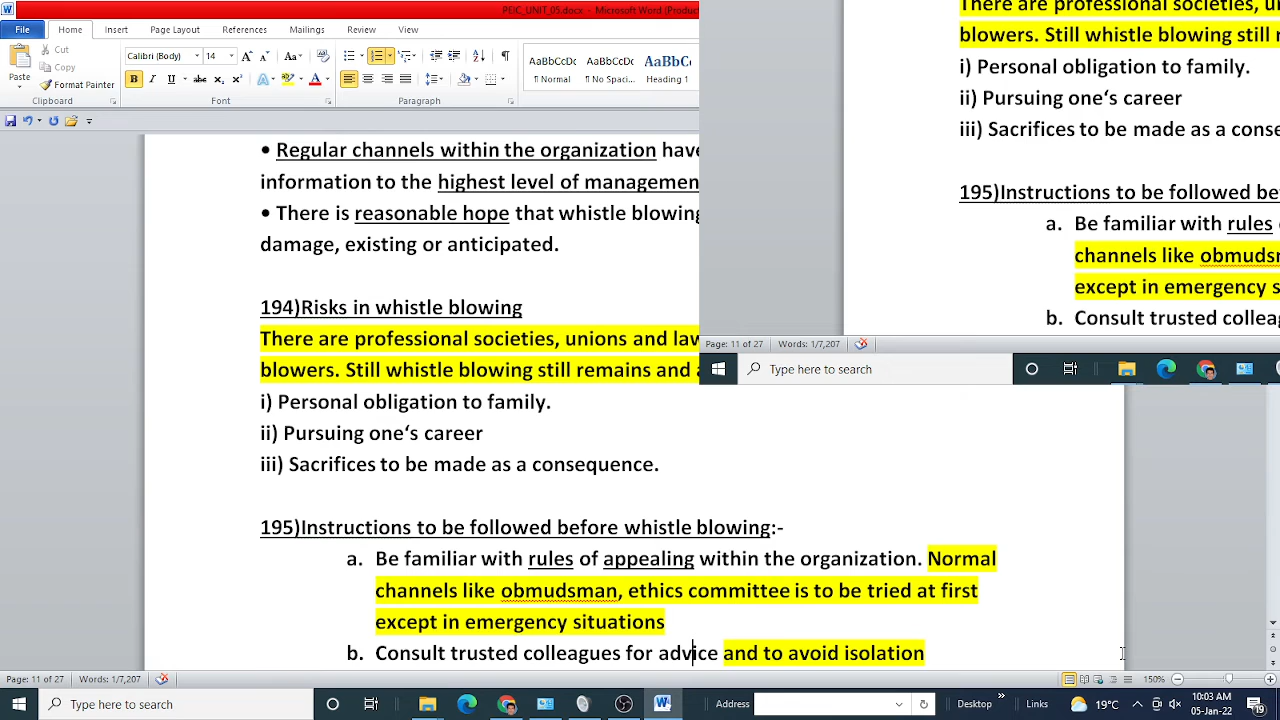 PEIC_UNIT_05.docx - Microsoft Word (Produc
File Home Insert Page Layout References Mailings Review View
Cut
Copy
Format Painter
Paste
Clipboard
Calibri (Body) 14
Font
Paragraph
AaBbCcDc AaBbCcDc AaBbCc
¶ Normal ¶ No Spaci... Heading 1
• Regular channels within the organization have
information to the highest level of managemen
• There is reasonable hope that whistle blowing
damage, existing or anticipated.
194)Risks in whistle blowing
There are professional societies, unions and law
blowers. Still whistle blowing still remains and a
i) Personal obligation to family.
ii) Pursuing one‘s career
iii) Sacrifices to be made as a consequence.
195)Instructions to be followed before whistle blowing:-
a. Be familiar with rules of appealing within the organization. Normal
channels like obmudsman, ethics committee is to be tried at first
except in emergency situations
b. Consult trusted colleagues for advice and to avoid isolation
There are professional societies, un
blowers. Still whistle blowing still r
i) Personal obligation to family.
ii) Pursuing one‘s career
iii) Sacrifices to be made as a conse
195)Instructions to be followed be
a. Be familiar with rules
channels like obmudsm
except in emergency s
b. Consult trusted colleag
Page: 11 of 27 Words: 1/7,207
Type here to search
Page: 11 of 27 Words: 1/7,207 150%
Type here to search Address Desktop Links 19°C 10:03 AM
05-Jan-22 19